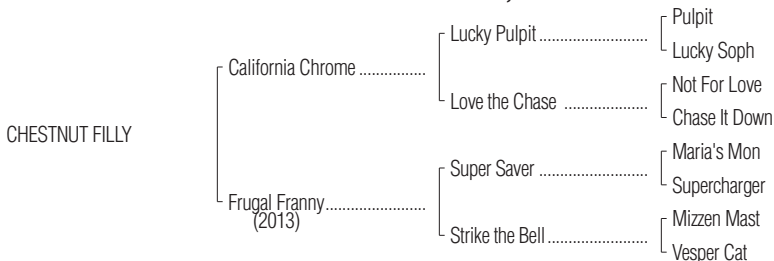 Pulpit
Lucky Pulpit ..........................
Lucky Soph
California Chrome ................
Not For Love
Love the Chase ....................
Chase It Down
CHESTNUT FILLY
Maria's Mon
Super Saver ..........................
Supercharger
Frugal Franny ........................
(2013)
Mizzen Mast
Strike the Bell ........................
Vesper Cat